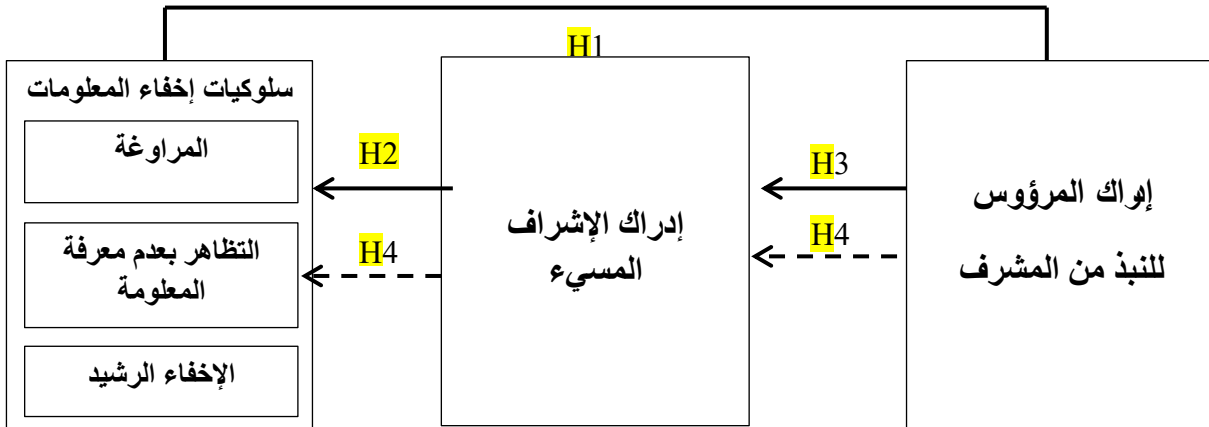 H1
إدراك المرؤوس
للنبذ من المشرف
H3
H4
إدراك الإشراف
المسيء
H2
H4
سلوكيات إخفاء المعلومات
المراوغة
التظاهر بعدم معرفة
المعلومة
الإخفاء الرشيد